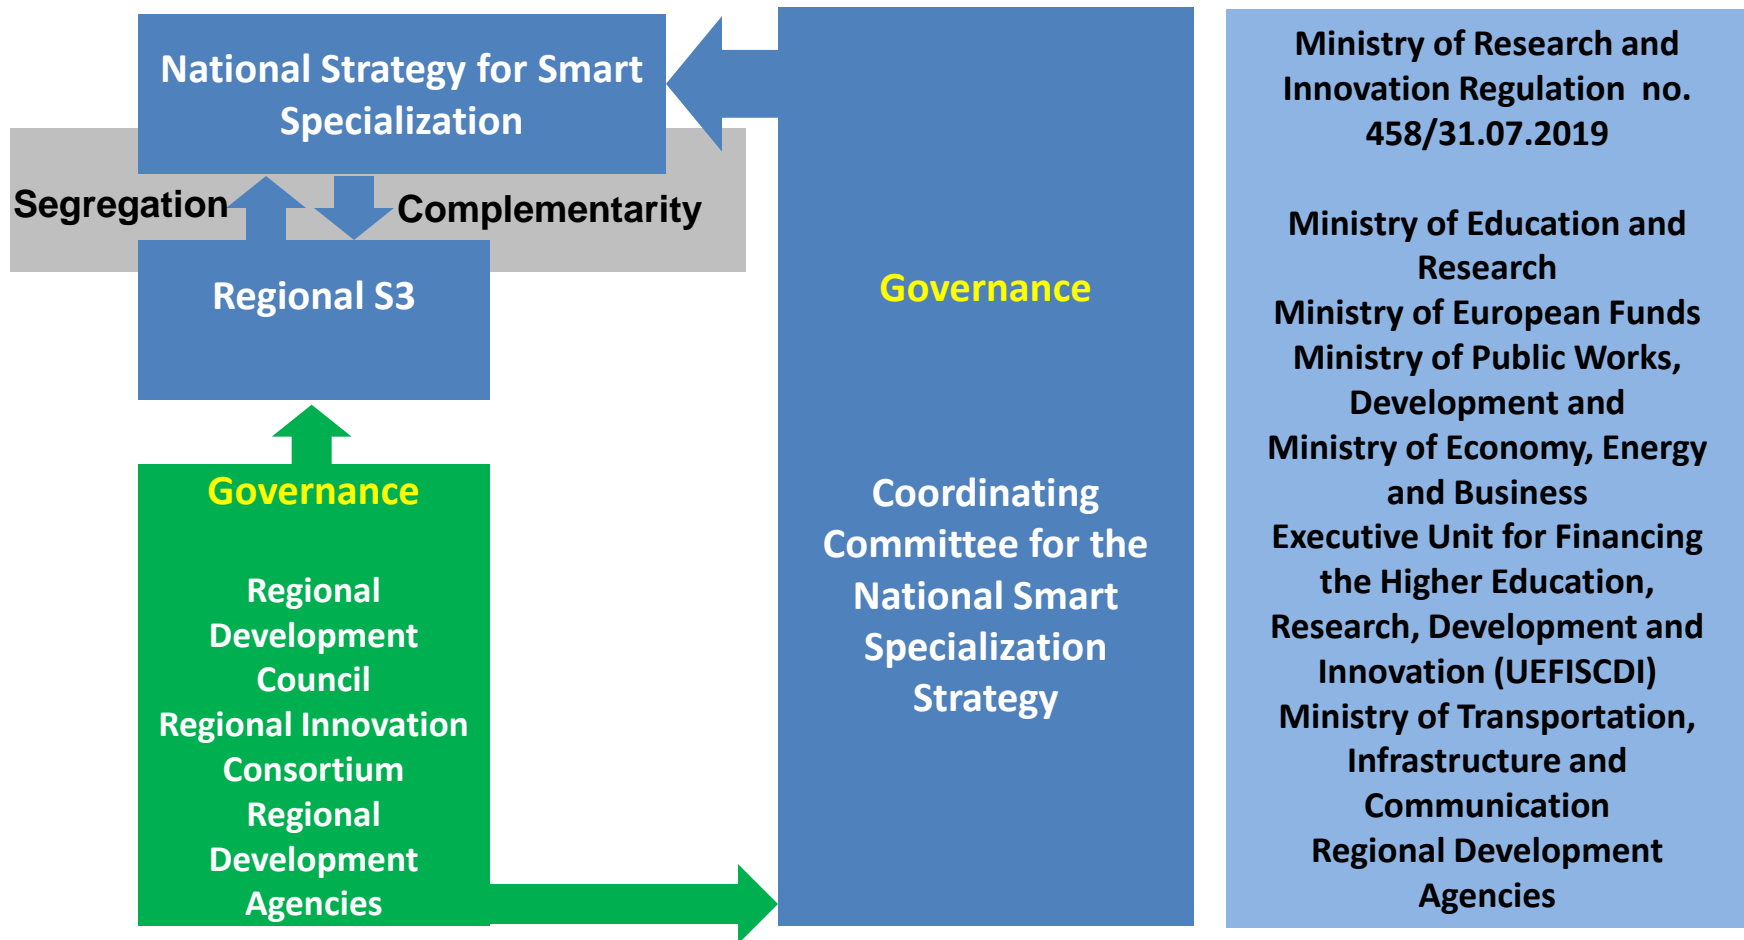 National Strategy for Smart
Specialization
Segregation
Complementarity
Regional S3
Governance
Regional
Development
Council
Regional Innovation
Consortium
Regional
Development
Agencies
Governance
Coordinating
Committee for the
National Smart
Specialization
Strategy
Ministry of Research and
Innovation Regulation no.
458/31.07.2019
Ministry of Education and
Research
Ministry of European Funds
Ministry of Public Works,
Development and
Ministry of Economy, Energy
and Business
Executive Unit for Financing
the Higher Education,
Research, Development and
Innovation (UEFISCDI)
Ministry of Transportation,
Infrastructure and
Communication
Regional Development
Agencies